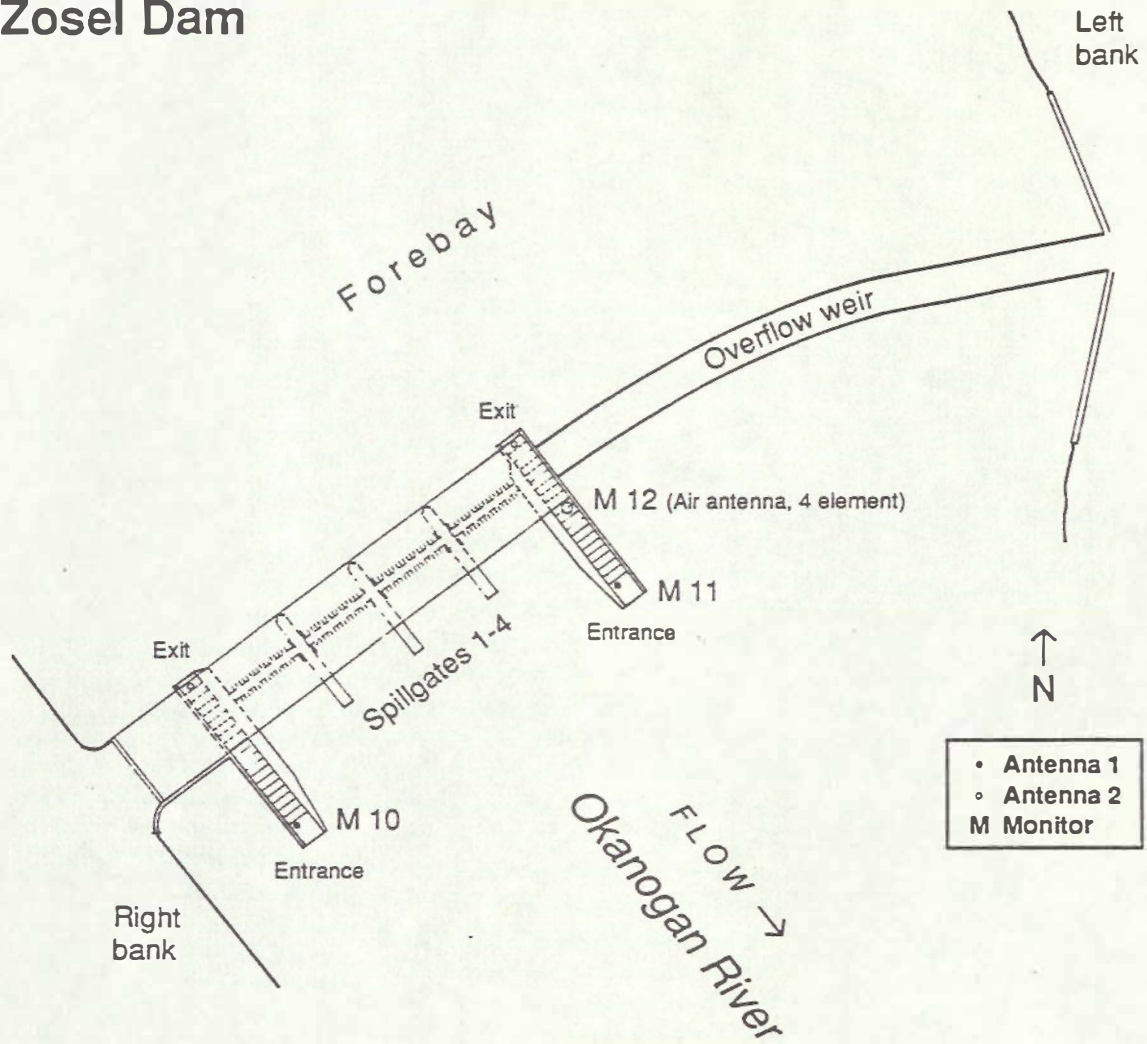 Zosel Dam
Left
bank
Forebay
Overflow weir
Exit
M 12 (Air antenna, 4 element)
M 11
Entrance
Spillgates 1-4
Exit
N
• Antenna 1
◦ Antenna 2
M Monitor
M 10
Entrance
FLOW →
Okanogan River
Right
bank